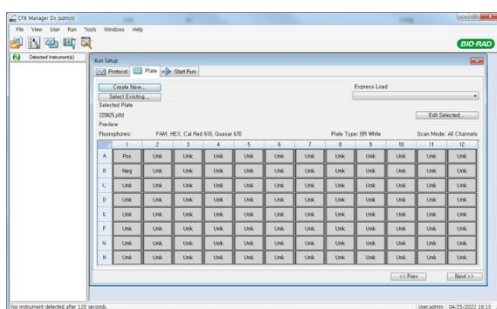 CFX Manager Dx (admin)
File View User Run Tools Windows Help
BIO-RAD
Detected Instrument(s)
Run Setup
Protocol Plate Start Run
Create New... Express Load
Select Existing...
Selected Plate
220425.pltd Edit Selected...
Preview
Fluorophores: FAM, HEX, Cal Red 610, Quasar 670 Plate Type: BR White Scan Mode: All Channels
1 2 3 4 5 6 7 8 9 10 11 12
A Pos Unk Unk Unk Unk Unk Unk Unk Unk Unk Unk Unk
B Neg Unk Unk Unk Unk Unk Unk Unk Unk Unk Unk Unk
C Unk Unk Unk Unk Unk Unk Unk Unk Unk Unk Unk Unk
D Unk Unk Unk Unk Unk Unk Unk Unk Unk Unk Unk Unk
E Unk Unk Unk Unk Unk Unk Unk Unk Unk Unk Unk Unk
F Unk Unk Unk Unk Unk Unk Unk Unk Unk Unk Unk Unk
G Unk Unk Unk Unk Unk Unk Unk Unk Unk Unk Unk Unk
H Unk Unk Unk Unk Unk Unk Unk Unk Unk Unk Unk Unk
<< Prev Next >>
No instrument detected after 120 seconds. User: admin 04/25/2022 16:13